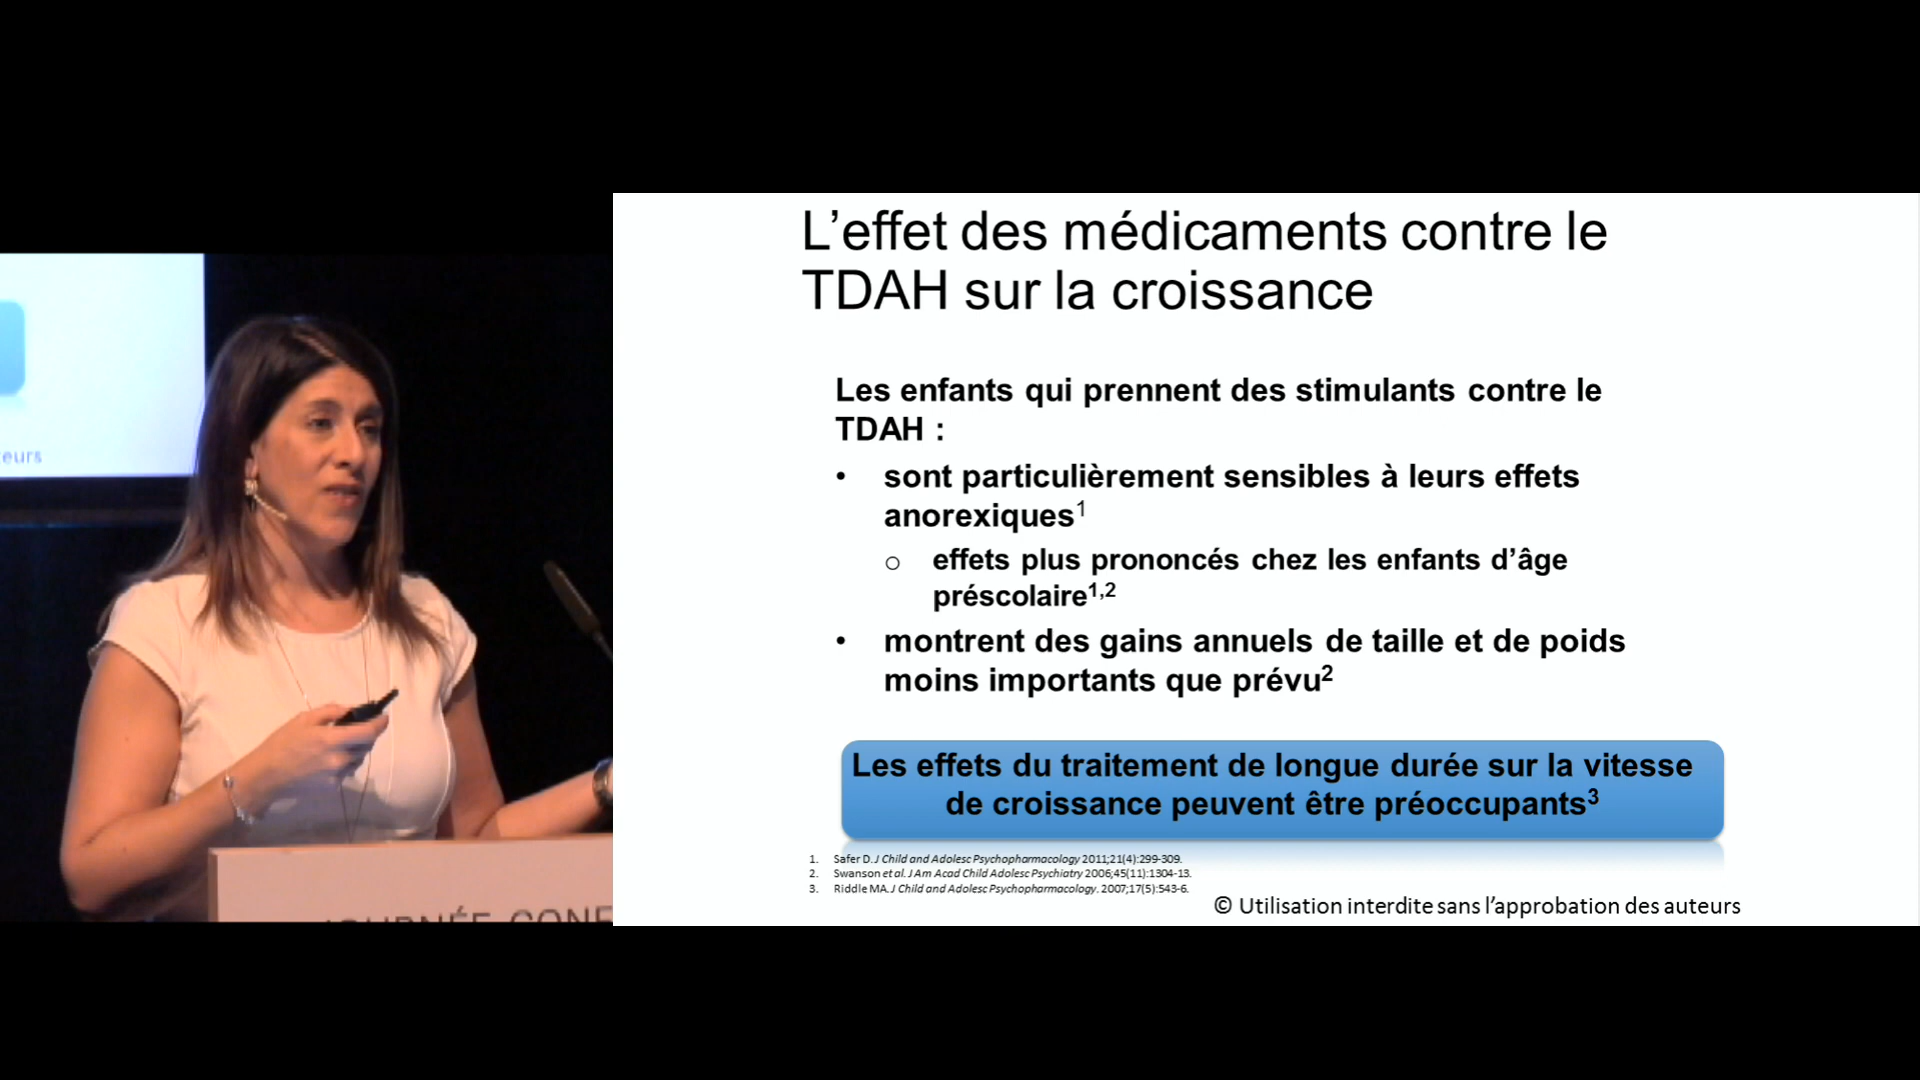 L’effet des médicaments contre le
TDAH sur la croissance
Les enfants qui prennent des stimulants contre le
TDAH :
• sont particulièrement sensibles à leurs effets
anorexiques1
o effets plus prononcés chez les enfants d’âge
préscolaire1,2
• montrent des gains annuels de taille et de poids
moins importants que prévu2
Les effets du traitement de longue durée sur la vitesse
de croissance peuvent être préoccupants3
1. Safer D. J Child and Adolesc Psychopharmacology 2011;21(4):299-309.
2. Swanson et al. J Am Acad Child Adolesc Psychiatry 2006;45(11):1304-13.
3. Riddle MA. J Child and Adolesc Psychopharmacology. 2007;17(5):543-6.
© Utilisation interdite sans l’approbation des auteurs
eurs
JOURNÉE CONF